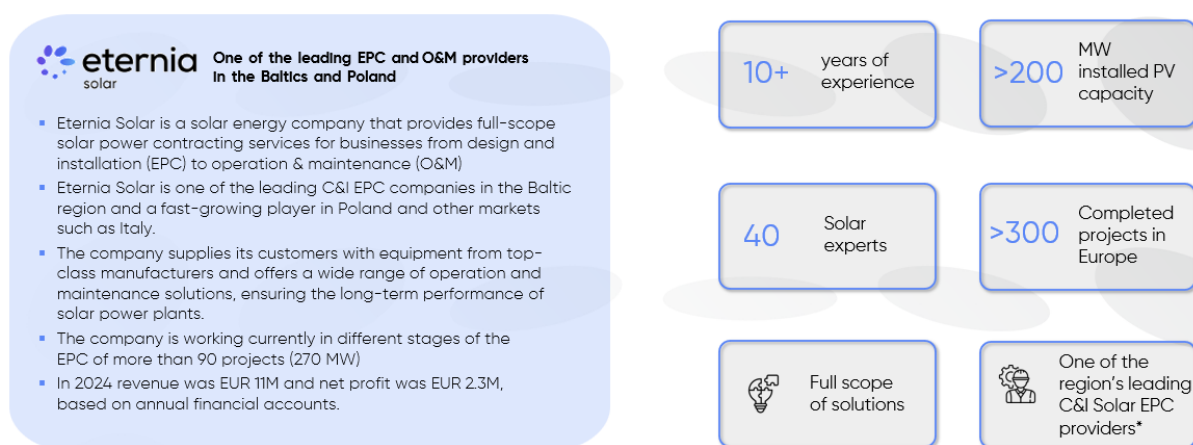 eternia
solar
One of the leading EPC and O&M providers
in the Baltics and Poland
▪ Eternia Solar is a solar energy company that provides full-scope
solar power contracting services for businesses from design and
installation (EPC) to operation & maintenance (O&M)
▪ Eternia Solar is one of the leading C&I EPC companies in the Baltic
region and a fast-growing player in Poland and other markets
such as Italy.
▪ The company supplies its customers with equipment from top-
class manufacturers and offers a wide range of operation and
maintenance solutions, ensuring the long-term performance of
solar power plants.
▪ The company is working currently in different stages of the
EPC of more than 90 projects (270 MW)
▪ In 2024 revenue was EUR 11M and net profit was EUR 2.3M,
based on annual financial accounts.
10+
years of
experience
>200
MW
installed PV
capacity
40
Solar
experts
>300
Completed
projects in
Europe
Full scope
of solutions
One of the
region's leading
C&I Solar EPC
providers*